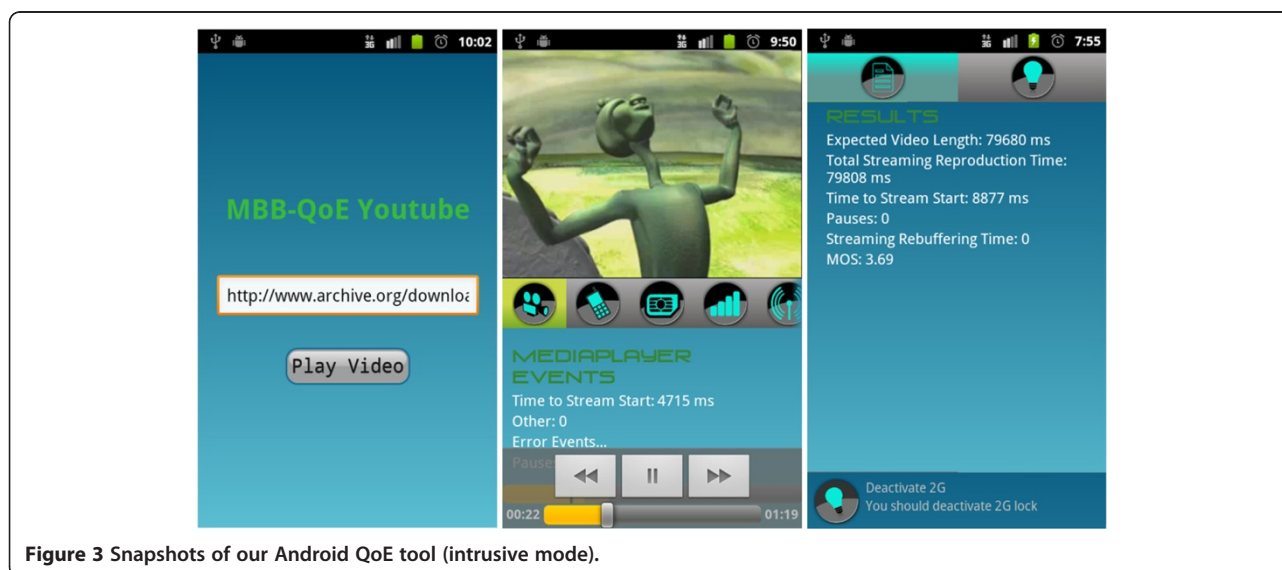 3G 10:02
MBB-QoE Youtube
http://www.archive.org/downloa
Play Video
3G 9:50
MEDIAPLAYER
EVENTS
Time to Stream Start: 4715 ms
Other: 0
Error Events...
Pause
00:22 01:19
3G 7:55
RESULTS
Expected Video Length: 79680 ms
Total Streaming Reproduction Time:
79808 ms
Time to Stream Start: 8877 ms
Pauses: 0
Streaming Rebuffering Time: 0
MOS: 3.69
Deactivate 2G
You should deactivate 2G lock
Figure 3 Snapshots of our Android QoE tool (intrusive mode).